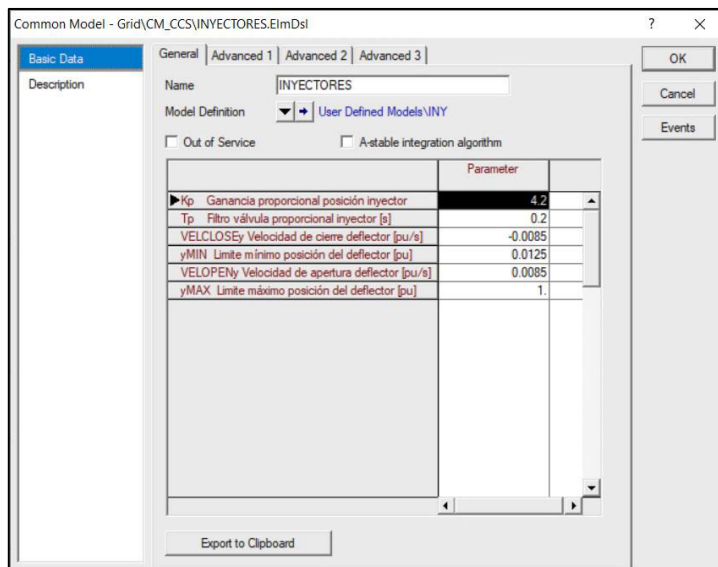 Common Model - Grid\CM_CCS\INYECTORES.ElmDsl ?
Basic Data
Description
General Advanced 1 Advanced 2 Advanced 3
Name INYECTORES
Model Definition User Defined Models\INY
Out of Service A-stable integration algorithm
Parameter
Kp Ganancia proporcional posición inyector 4.2
Tp Filtro válvula proporcional inyector [s] 0.2
VELCLOSEy Velocidad de cierre deflector [pu/s] -0.0085
yMIN Limite mínimo posición del deflector [pu] 0.0125
VELOPENy Velocidad de apertura deflector [pu/s] 0.0085
yMAX Limite máximo posición del deflector [pu] 1.
Export to Clipboard
OK
Cancel
Events